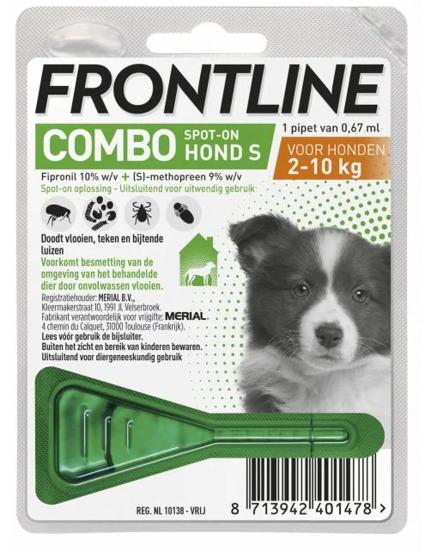 FRONTLINE
COMBO SPOT-ON HOND S
1 pipet van 0,67 ml
VOOR HONDEN
2-10 kg
Fipronil 10% w/v + (S)-methopreen 9% w/v
Spot-on oplossing - Uitsluitend voor uitwendig gebruik
Doodt vlooien, teken en bijtende
luizen
Voorkomt besmetting van de
omgeving van het behandelde
dier door onvolwassen vlooien.
Registratiehouder: MERIAL B.V.,
Kleermakerstraat 10, 1991 JL Velserbroek.
Fabrikant verantwoordelijk voor vrijgifte: MERIAL
4 chemin du Calquet, 31000 Toulouse (Frankrijk).
Lees vóór gebruik de bijsluiter.
Buiten het zicht en bereik van kinderen bewaren.
Uitsluitend voor diergeneeskundig gebruik
REG. NL 10138 - VRIJ
8 713942 401478 >